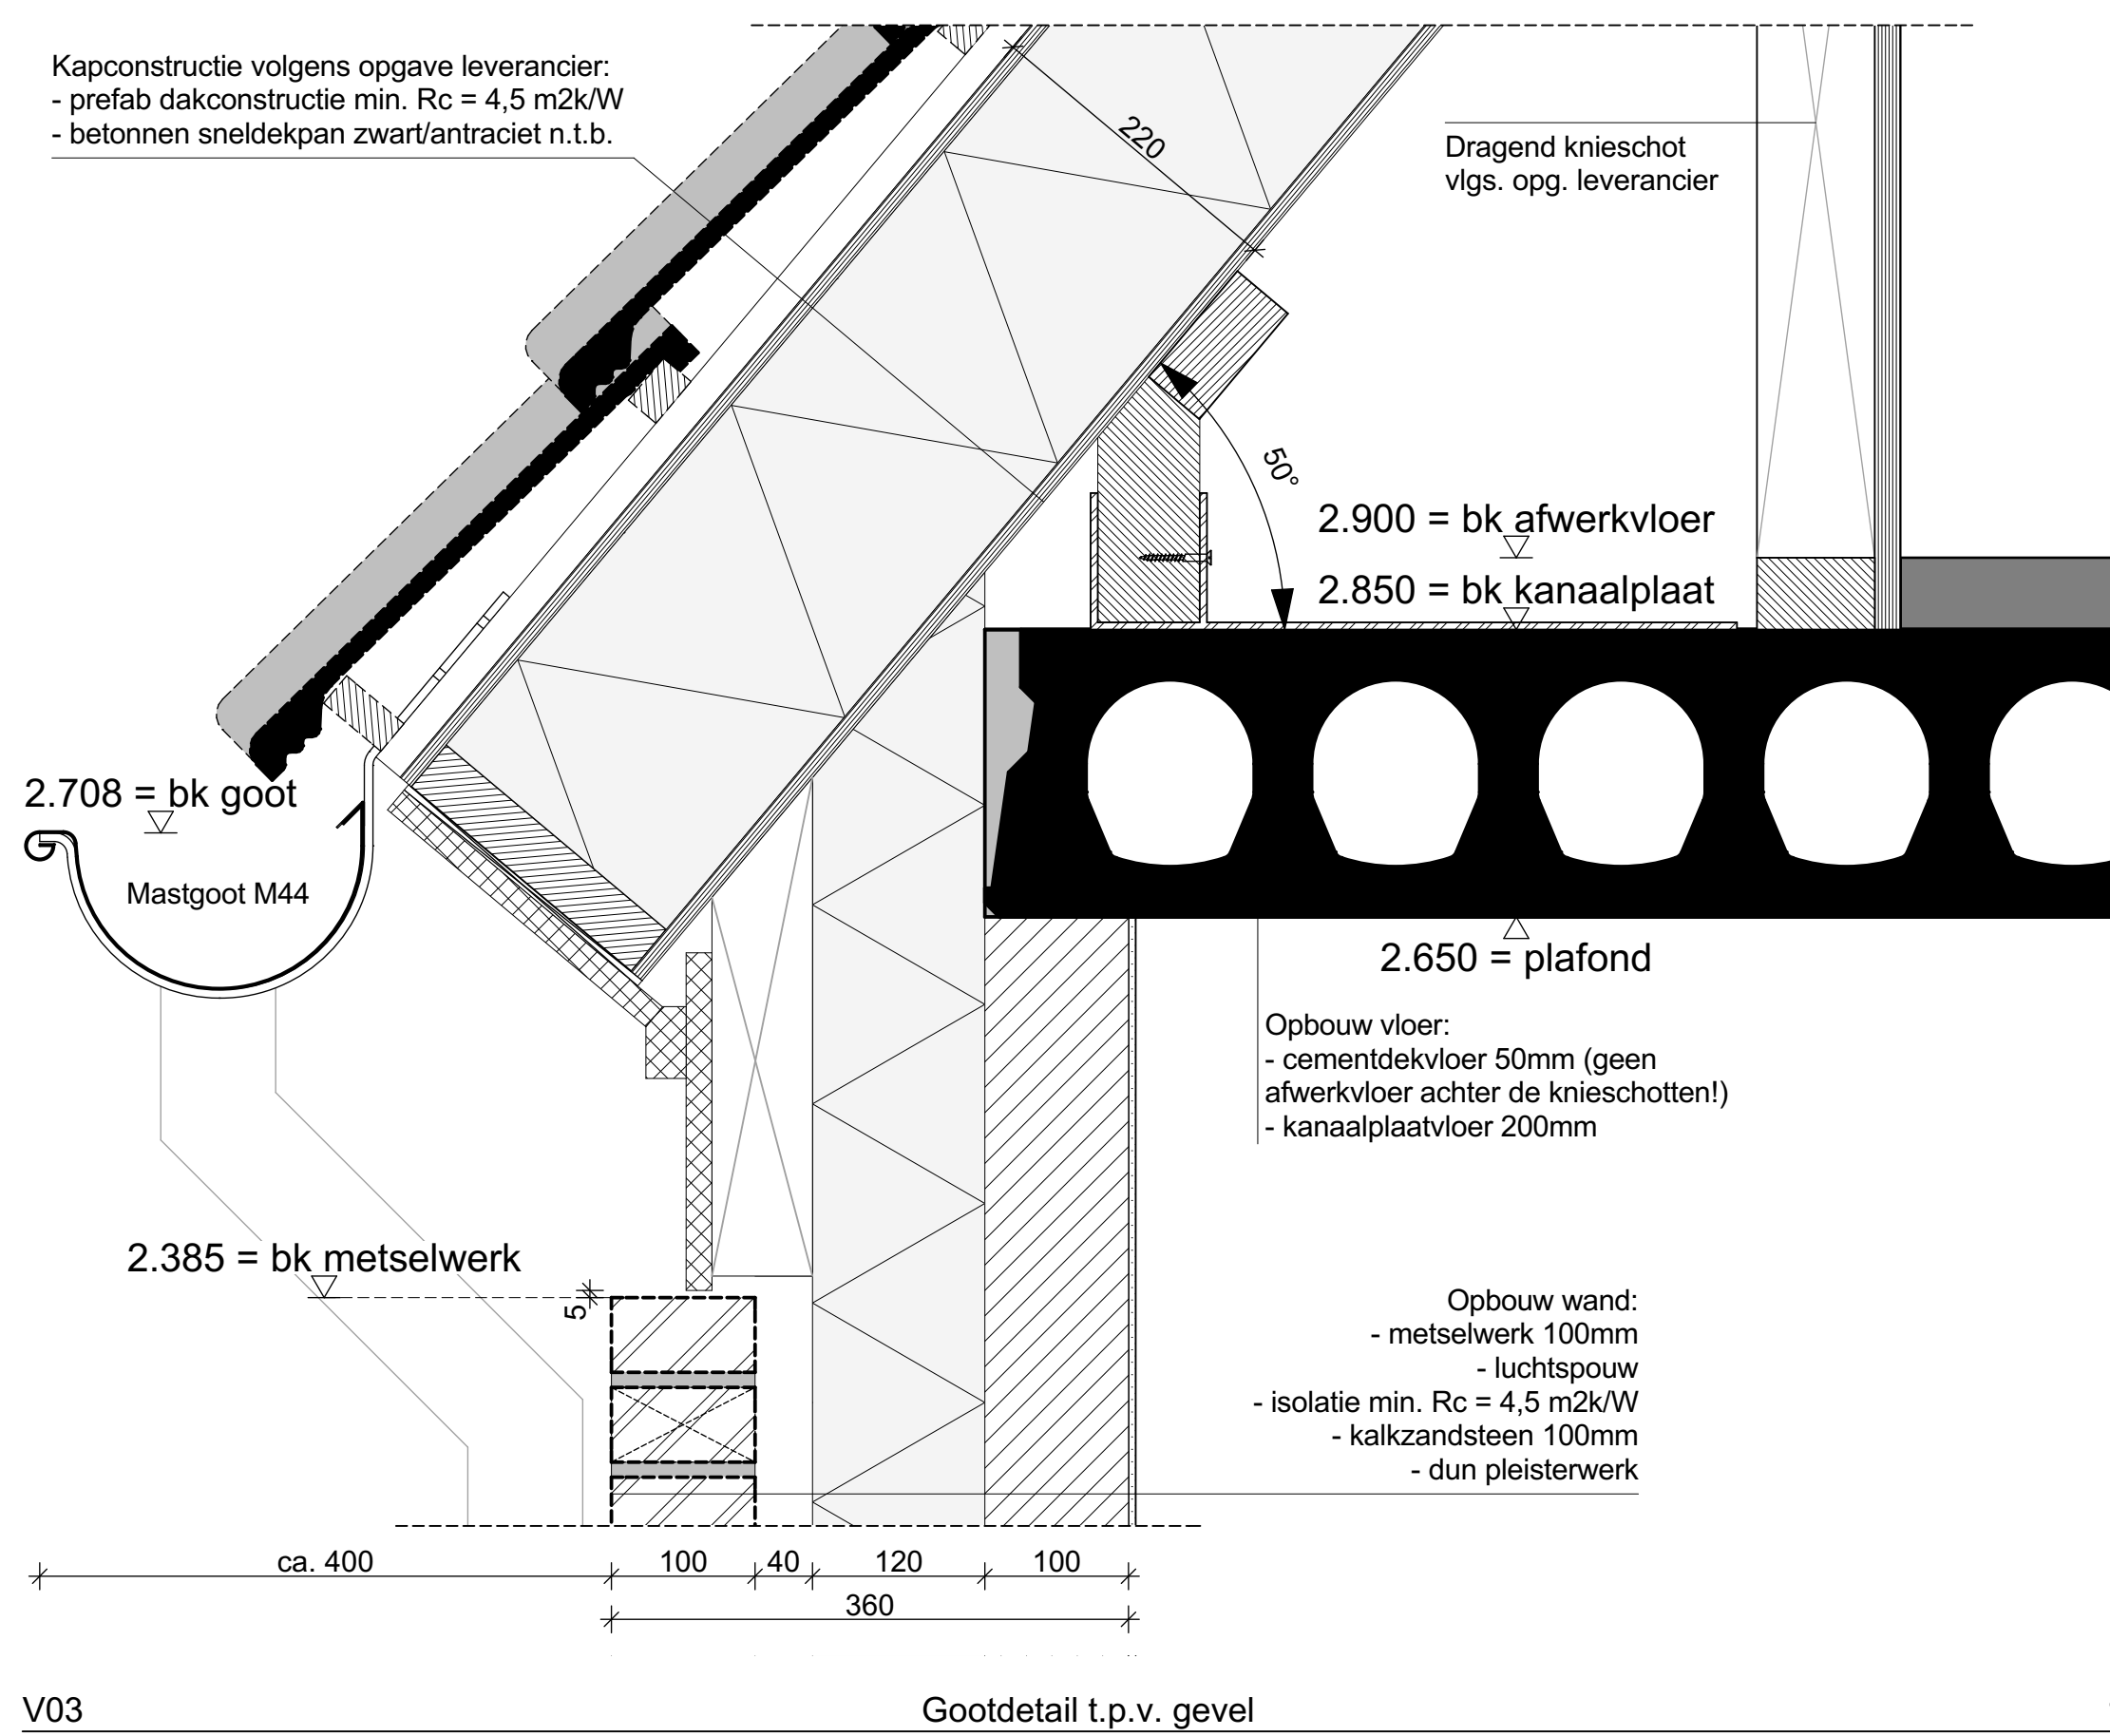 Kapconstructie volgens opgave leverancier:
- prefab dakconstructie min. Rc = 4,5 m2k/W
- betonnen sneldekpan zwart/antraciet n.t.b.
220
Dragend knieschot
vlgs. opg. leverancier
50°
2.900 = bk afwerkvloer
2.850 = bk kanaalplaat
2.708 = bk goot
Mastgoot M44
2.650 = plafond
Opbouw vloer:
- cementdekvloer 50mm (geen
afwerkvloer achter de knieschotten!)
- kanaalplaatvloer 200mm
2.385 = bk metselwerk
5
Opbouw wand:
- metselwerk 100mm
- luchtspouw
- isolatie min. Rc = 4,5 m2k/W
- kalkzandsteen 100mm
- dun pleisterwerk
ca. 400 100 40 120 100
360
V03 Gootdetail t.p.v. gevel